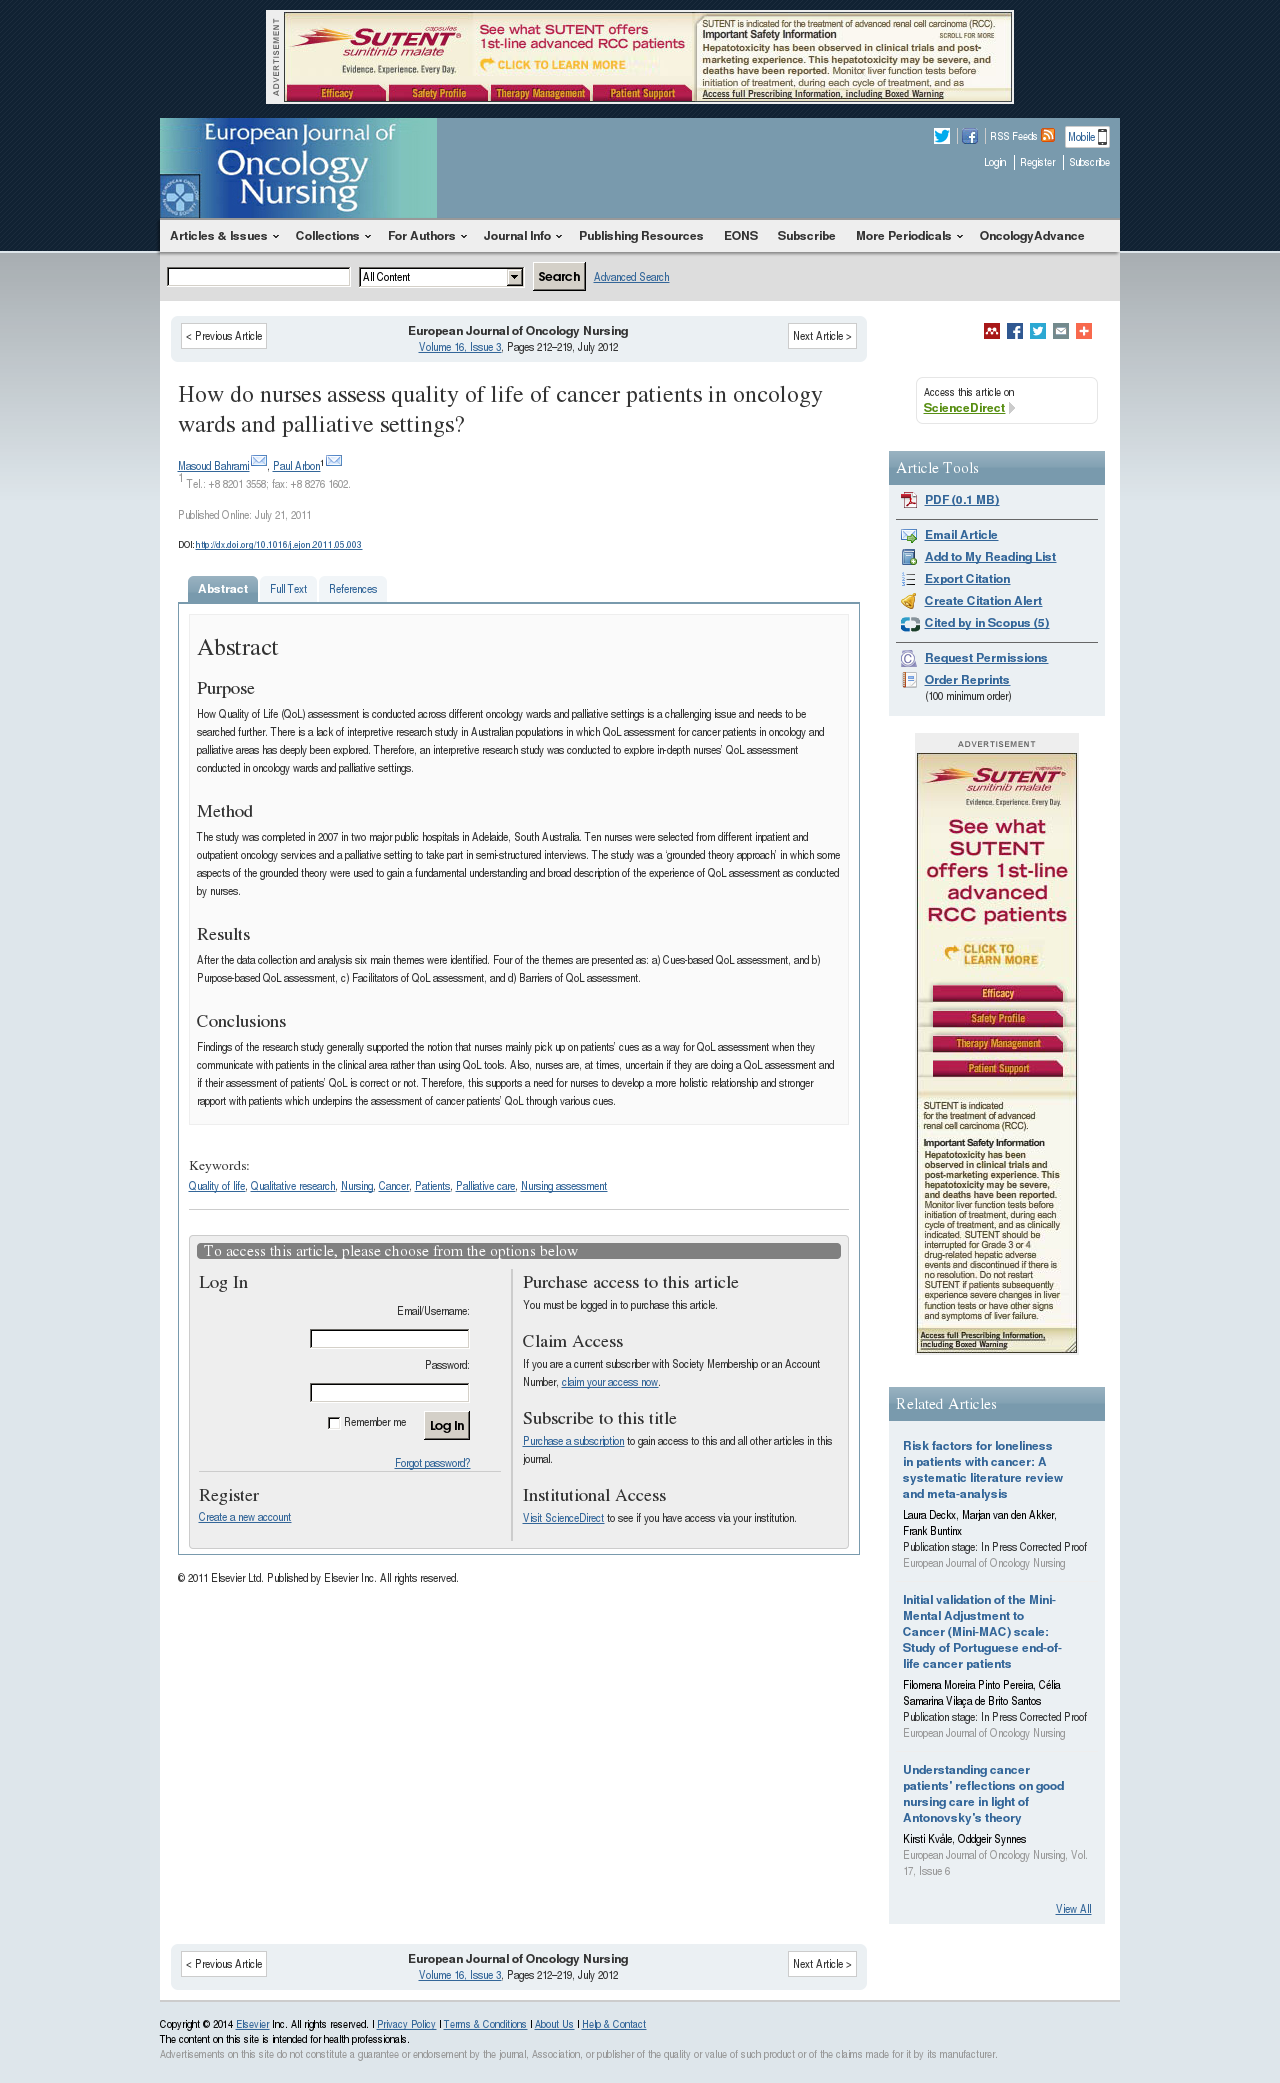 ADVERTISEMENT
SUTENT
capsules
sunitinib malate
Evidence. Experience. Every Day.
See what SUTENT offers
1st-line advanced RCC patients
CLICK TO LEARN MORE
Efficacy
Safety Profile
Therapy Management
Patient Support
SUTENT is indicated for the treatment of advanced renal cell carcinoma (RCC).
Important Safety Information
SCROLL FOR MORE
Hepatotoxicity has been observed in clinical trials and post-
marketing experience. This hepatotoxicity may be severe, and
deaths have been reported. Monitor liver function tests before
initiation of treatment, during each cycle of treatment, and as
Access full Prescribing Information, including Boxed Warning
European Journal of
Oncology
Nursing
RSS Feeds
Mobile
Login
Register
Subscribe
Articles & Issues
Collections
For Authors
Journal Info
Publishing Resources
EONS
Subscribe
More Periodicals
OncologyAdvance
All Content
Search
Advanced Search
< Previous Article
European Journal of Oncology Nursing
Volume 16, Issue 3, Pages 212–219, July 2012
Next Article >
How do nurses assess quality of life of cancer patients in oncology
wards and palliative settings?
Masoud Bahrami, Paul Arbon1
1 Tel.: +8 8201 3558; fax: +8 8276 1602.
Published Online: July 21, 2011
DOI: http://dx.doi.org/10.1016/j.ejon.2011.05.003
Abstract
Full Text
References
Abstract
Purpose
How Quality of Life (QoL) assessment is conducted across different oncology wards and palliative settings is a challenging issue and needs to be
searched further. There is a lack of interpretive research study in Australian populations in which QoL assessment for cancer patients in oncology and
palliative areas has deeply been explored. Therefore, an interpretive research study was conducted to explore in-depth nurses' QoL assessment
conducted in oncology wards and palliative settings.
Method
The study was completed in 2007 in two major public hospitals in Adelaide, South Australia. Ten nurses were selected from different inpatient and
outpatient oncology services and a palliative setting to take part in semi-structured interviews. The study was a ‘grounded theory approach’ in which some
aspects of the grounded theory were used to gain a fundamental understanding and broad description of the experience of QoL assessment as conducted
by nurses.
Results
After the data collection and analysis six main themes were identified. Four of the themes are presented as: a) Cues-based QoL assessment, and b)
Purpose-based QoL assessment, c) Facilitators of QoL assessment, and d) Barriers of QoL assessment.
Conclusions
Findings of the research study generally supported the notion that nurses mainly pick up on patients' cues as a way for QoL assessment when they
communicate with patients in the clinical area rather than using QoL tools. Also, nurses are, at times, uncertain if they are doing a QoL assessment and
if their assessment of patients' QoL is correct or not. Therefore, this supports a need for nurses to develop a more holistic relationship and stronger
rapport with patients which underpins the assessment of cancer patients' QoL through various cues.
Keywords:
Quality of life, Qualitative research, Nursing, Cancer, Patients, Palliative care, Nursing assessment
To access this article, please choose from the options below
Log In
Email/Username:
Password:
Remember me
Log In
Forgot password?
Register
Create a new account
Purchase access to this article
You must be logged in to purchase this article.
Claim Access
If you are a current subscriber with Society Membership or an Account
Number, claim your access now.
Subscribe to this title
Purchase a subscription to gain access to this and all other articles in this
journal.
Institutional Access
Visit ScienceDirect to see if you have access via your institution.
© 2011 Elsevier Ltd. Published by Elsevier Inc. All rights reserved.
Access this article on
ScienceDirect
Article Tools
PDF (0.1 MB)
Email Article
Add to My Reading List
Export Citation
Create Citation Alert
Cited by in Scopus (5)
Request Permissions
Order Reprints
(100 minimum order)
ADVERTISEMENT
SUTENT
capsules
sunitinib malate
Evidence. Experience. Every Day.
See what
SUTENT
offers 1st-line
advanced
RCC patients
CLICK TO
LEARN MORE
Efficacy
Safety Profile
Therapy Management
Patient Support
SUTENT is indicated
for the treatment of advanced
renal cell carcinoma (RCC).
Important Safety Information
Hepatotoxicity has been
observed in clinical trials and
post-marketing experience. This
hepatotoxicity may be severe,
and deaths have been reported.
Monitor liver function tests before
initiation of treatment, during each
cycle of treatment, and as clinically
indicated. SUTENT should be
interrupted for Grade 3 or 4
drug-related hepatic adverse
events and discontinued if there is
no resolution. Do not restart
SUTENT if patients subsequently
experience severe changes in liver
function tests or have other signs
and symptoms of liver failure.
Access full Prescribing Information,
including Boxed Warning
Related Articles
Risk factors for loneliness
in patients with cancer: A
systematic literature review
and meta-analysis
Laura Deckx, Marjan van den Akker,
Frank Buntinx
Publication stage: In Press Corrected Proof
European Journal of Oncology Nursing
Initial validation of the Mini-
Mental Adjustment to
Cancer (Mini-MAC) scale:
Study of Portuguese end-of-
life cancer patients
Filomena Moreira Pinto Pereira, Célia
Samarina Vilaça de Brito Santos
Publication stage: In Press Corrected Proof
European Journal of Oncology Nursing
Understanding cancer
patients' reflections on good
nursing care in light of
Antonovsky's theory
Kirsti Kvåle, Oddgeir Synnes
European Journal of Oncology Nursing, Vol.
17, Issue 6
View All
< Previous Article
European Journal of Oncology Nursing
Volume 16, Issue 3, Pages 212–219, July 2012
Next Article >
Copyright © 2014 Elsevier Inc. All rights reserved. | Privacy Policy | Terms & Conditions | About Us | Help & Contact
The content on this site is intended for health professionals.
Advertisements on this site do not constitute a guarantee or endorsement by the journal, Association, or publisher of the quality or value of such product or of the claims made for it by its manufacturer.